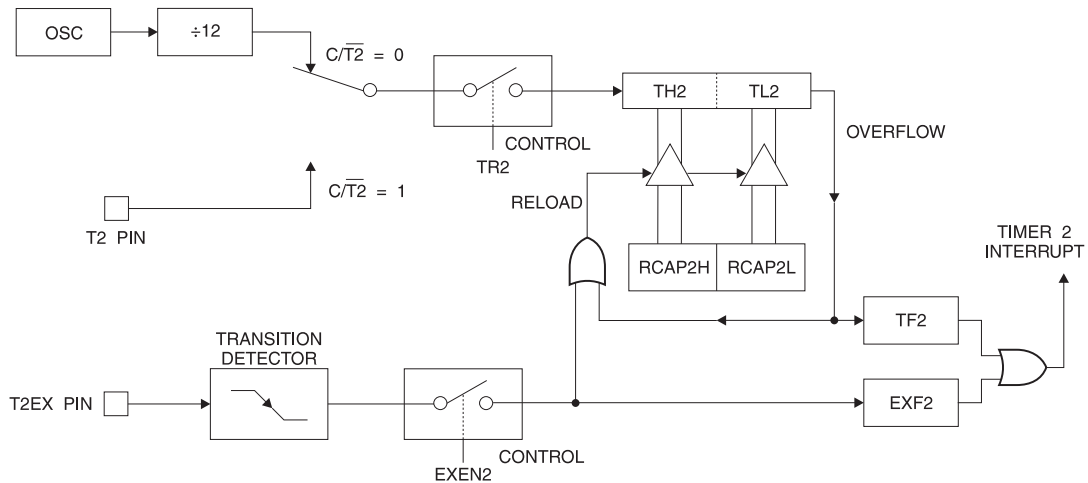 OSC
÷12
C/T2̅ = 0
TH2
TL2
OVERFLOW
CONTROL
TR2
C/T2̅ = 1
RELOAD
T2 PIN
TIMER 2
INTERRUPT
RCAP2H
RCAP2L
TF2
TRANSITION
DETECTOR
T2EX PIN
EXF2
CONTROL
EXEN2